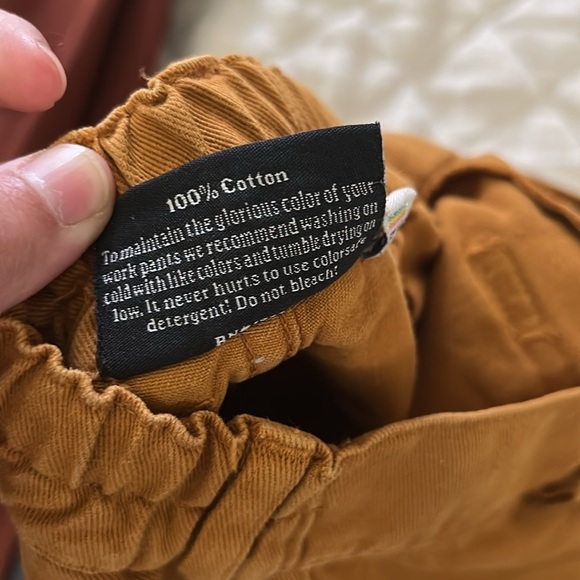 100% Cotton
To maintain the glorious color of your
work pants we recommend washing on
cold with like colors and tumble drying on
low. It never hurts to use colorsafe
detergent! Do not bleach!